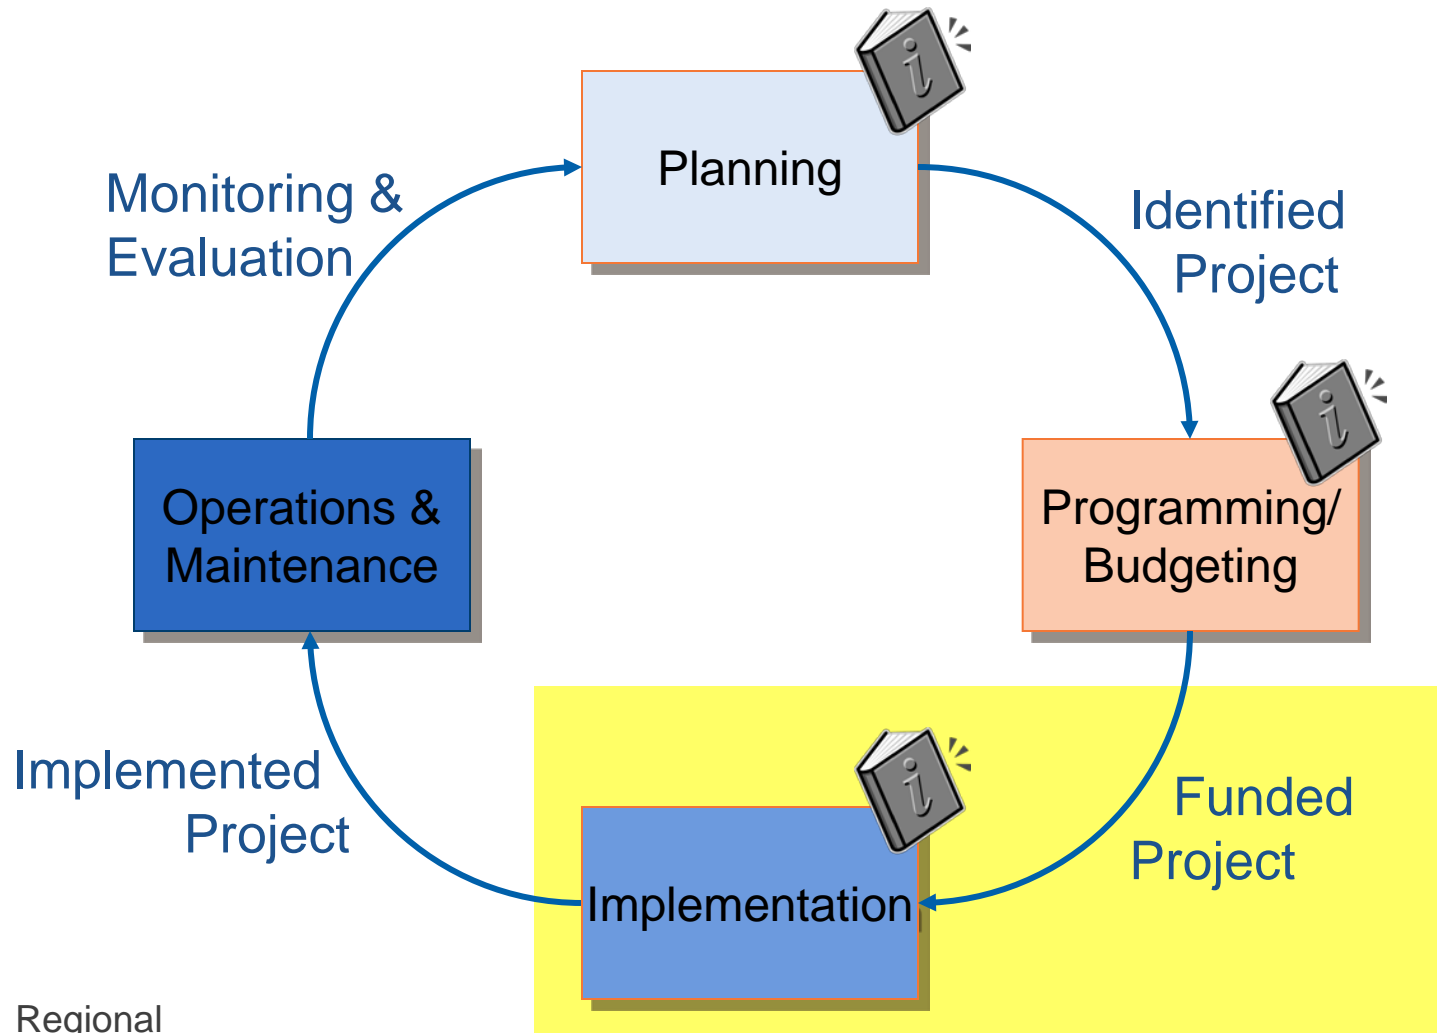 Planning
Monitoring &
Evaluation
Identified
Project
Operations &
Maintenance
Programming/
Budgeting
Implemented
Project
Funded
Project
Implementation
Regional
i
i
i